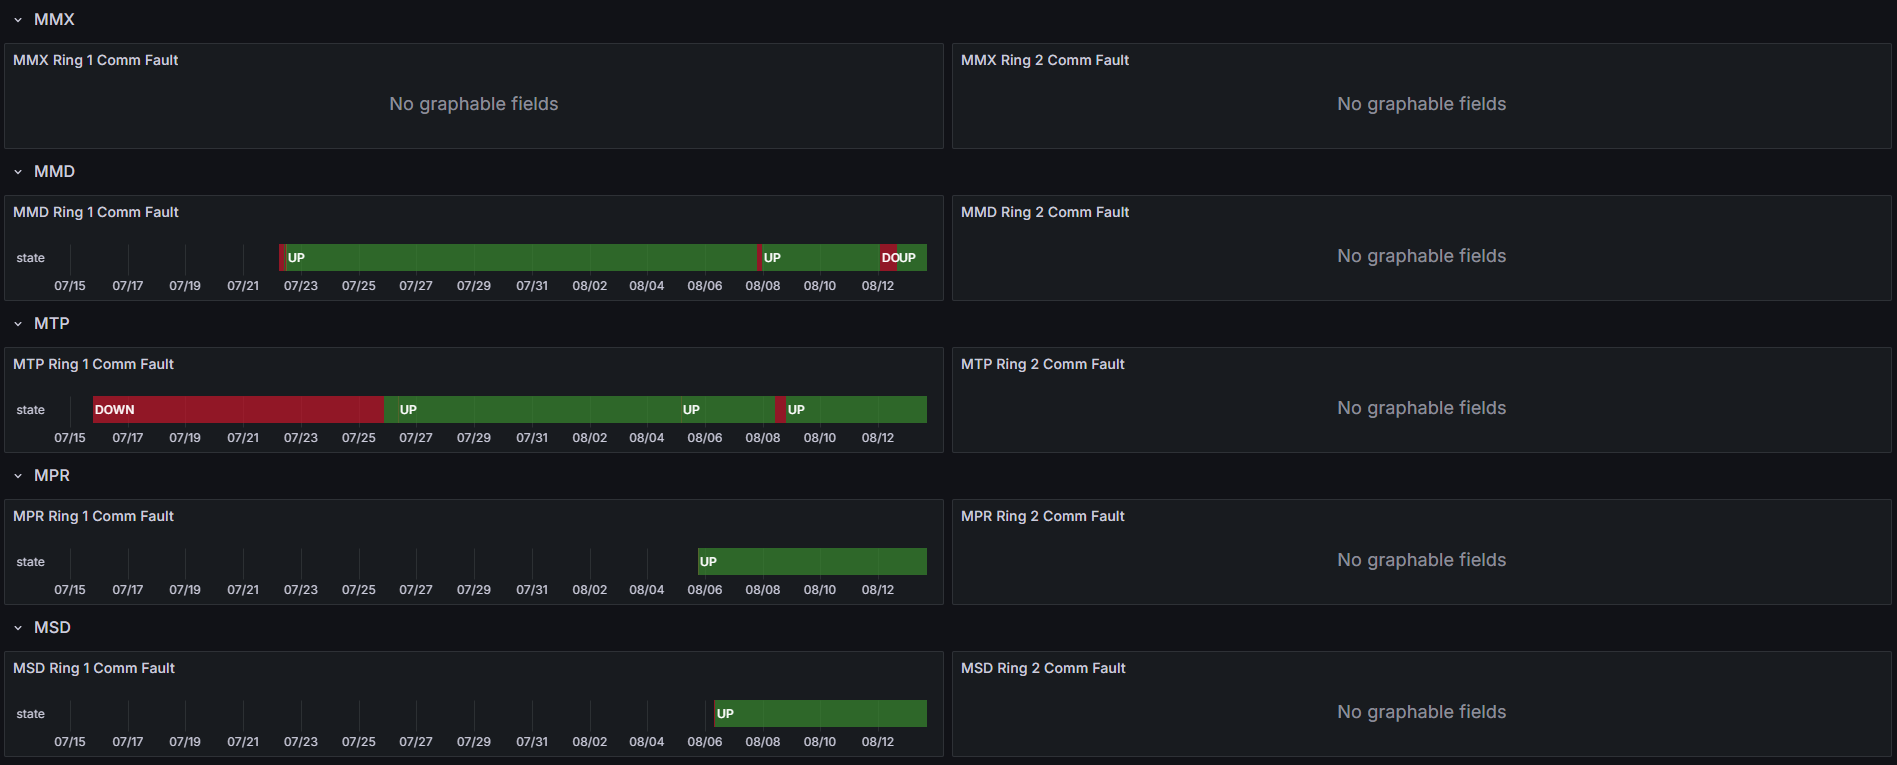 MMX
MMX Ring 1 Comm Fault
No graphable fields
MMX Ring 2 Comm Fault
No graphable fields
MMD
MMD Ring 1 Comm Fault
state
UP UP DO UP
07/15 07/17 07/19 07/21 07/23 07/25 07/27 07/29 07/31 08/02 08/04 08/06 08/08 08/10 08/12
MMD Ring 2 Comm Fault
No graphable fields
MTP
MTP Ring 1 Comm Fault
state
DOWN UP UP UP
07/15 07/17 07/19 07/21 07/23 07/25 07/27 07/29 07/31 08/02 08/04 08/06 08/08 08/10 08/12
MTP Ring 2 Comm Fault
No graphable fields
MPR
MPR Ring 1 Comm Fault
state
UP
07/15 07/17 07/19 07/21 07/23 07/25 07/27 07/29 07/31 08/02 08/04 08/06 08/08 08/10 08/12
MPR Ring 2 Comm Fault
No graphable fields
MSD
MSD Ring 1 Comm Fault
state
UP
07/15 07/17 07/19 07/21 07/23 07/25 07/27 07/29 07/31 08/02 08/04 08/06 08/08 08/10 08/12
MSD Ring 2 Comm Fault
No graphable fields